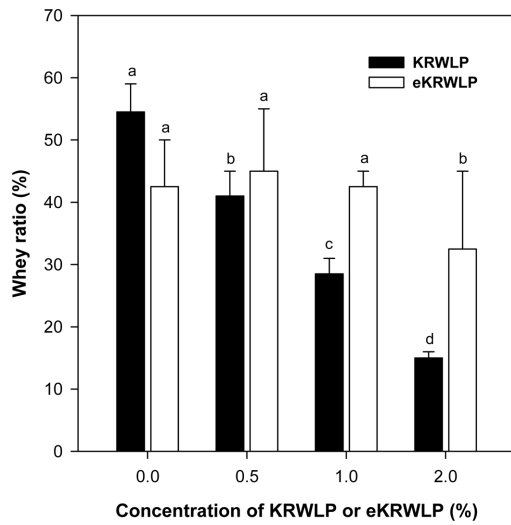 70
60
50
40
30
20
10
0
Whey ratio (%)
KRWLP
eKRWLP
a
a
b
a
c
a
d
b
0.0 0.5 1.0 2.0
Concentration of KRWLP or eKRWLP (%)